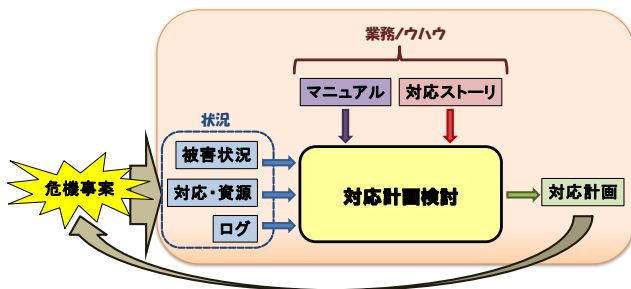 業務ノウハウ
マニュアル
対応ストーリ
状況
被害状況
危機事案
対応・資源
対応計画検討
対応計画
ログ